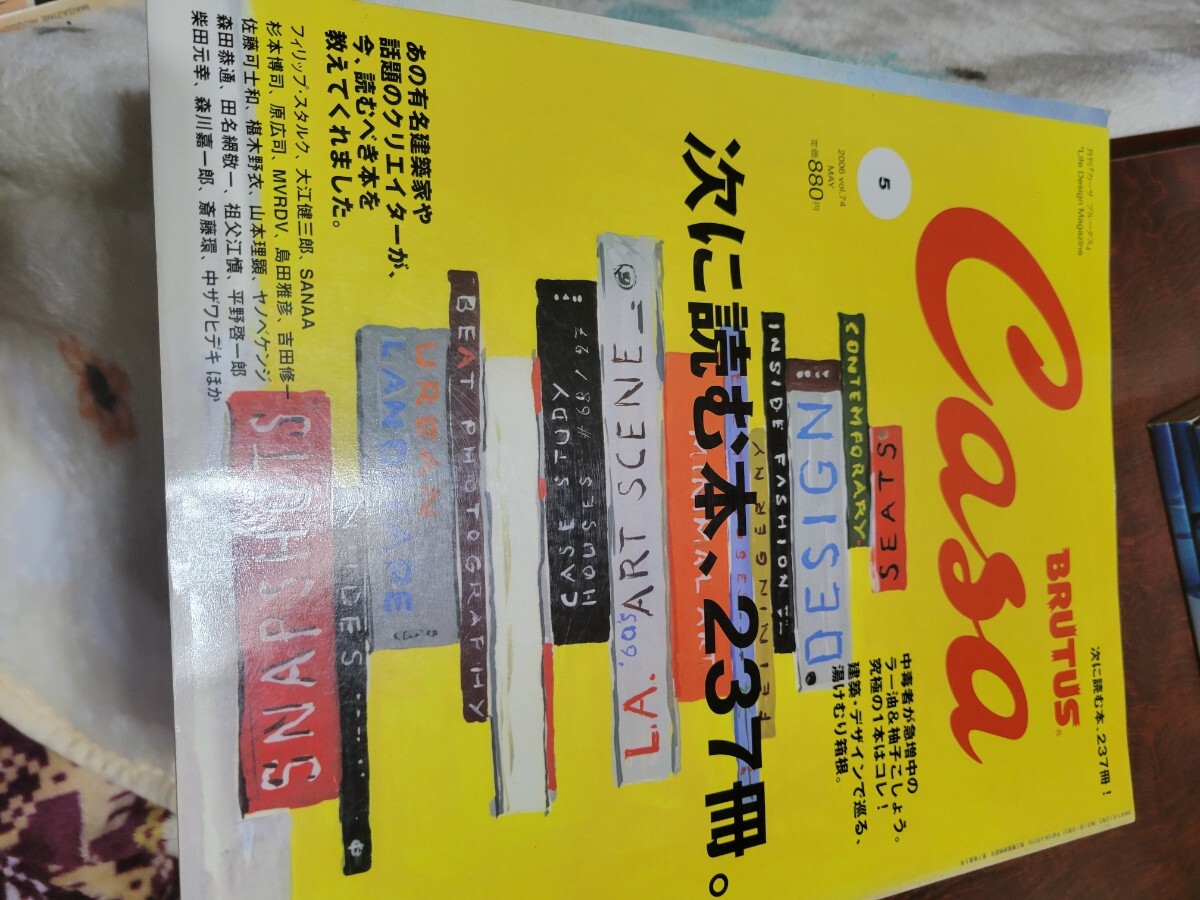 次に読む本、237冊！
月刊『カーサ ブルータス』
"Life Design Magazine
Casa
BRUTUS
5
2006 vol.74
MAY
定価880円
中毒者が急増中の
ラー油&柚子こしょう。
究極の1本はコレ！
建築・デザインで巡る、
湯けむり箱根。
次に読む本、237冊。
SEATS
CONTEMPORARY
DESIGN
INSIDE FASHION
FEININGER NY
L.A. '60S ART SCENE
CASE STUDY
HOUSES
BEAT PHOTOGRAPHY
URBAN
LANDSCAPE
SNAPSHOTS
あの有名建築家や
話題のクリエイターが、
今、読むべき本を
教えてくれました。
フィリップ・スタルク、大江健三郎、SANAA
杉本博司、原広司、MVRDV、島田雅彦、吉田修一
佐藤可士和、椹木野衣、山本理顕、ヤノベケンジ
森田恭通、田名網敬一、祖父江慎、平野啓一郎
柴田元幸、森川嘉一郎、斎藤環、中ザワヒデキ ほか